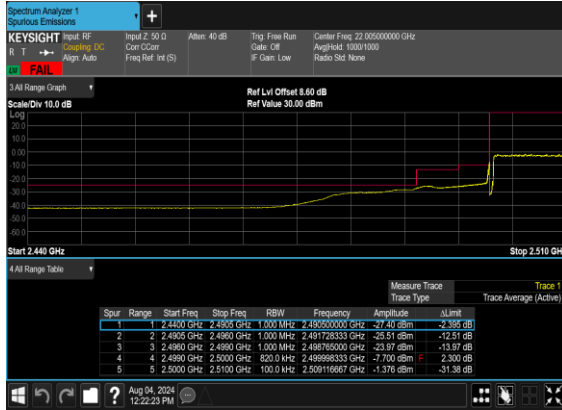 Spectrum Analyzer 1
Spurious Emissions
+
KEYSIGHT Input: RF Input Z: 50 Ω Atten: 40 dB Trig: Free Run Center Freq: 22.005000000 GHz
R T Coupling: DC Corr CCorr Gate: Off Avg|Hold: 1000/1000
Align: Auto Freq Ref: Int (S) IF Gain: Low Radio Std: None
FAIL
3 All Range Graph
Ref Lvl Offset 8.60 dB
Scale/Div 10.0 dB Ref Value 30.00 dBm
Log
20.0
10.0
0.00
-10.0
-20.0
-30.0
-40.0
-50.0
-60.0
Start 2.440 GHz Stop 2.510 GH
4 All Range Table
Measure Trace Trace 1
Trace Type Trace Average (Active)
Spur Range Start Freq Stop Freq RBW Frequency Amplitude ΔLimit
1 1 2.4400 GHz 2.4905 GHz 1.000 MHz 2.490500000 GHz -27.40 dBm -2.395 dB
2 2 2.4905 GHz 2.4960 GHz 1.000 MHz 2.491728333 GHz -25.51 dBm -12.51 dB
3 3 2.4960 GHz 2.4990 GHz 1.000 MHz 2.498765000 GHz -23.97 dBm -13.97 dB
4 4 2.4990 GHz 2.5000 GHz 820.0 kHz 2.499998333 GHz -7.700 dBm F 2.300 dB
5 5 2.5000 GHz 2.5100 GHz 100.0 kHz 2.509116667 GHz -1.376 dBm -31.38 dB
? Aug 04, 2024
12:22:23 PM